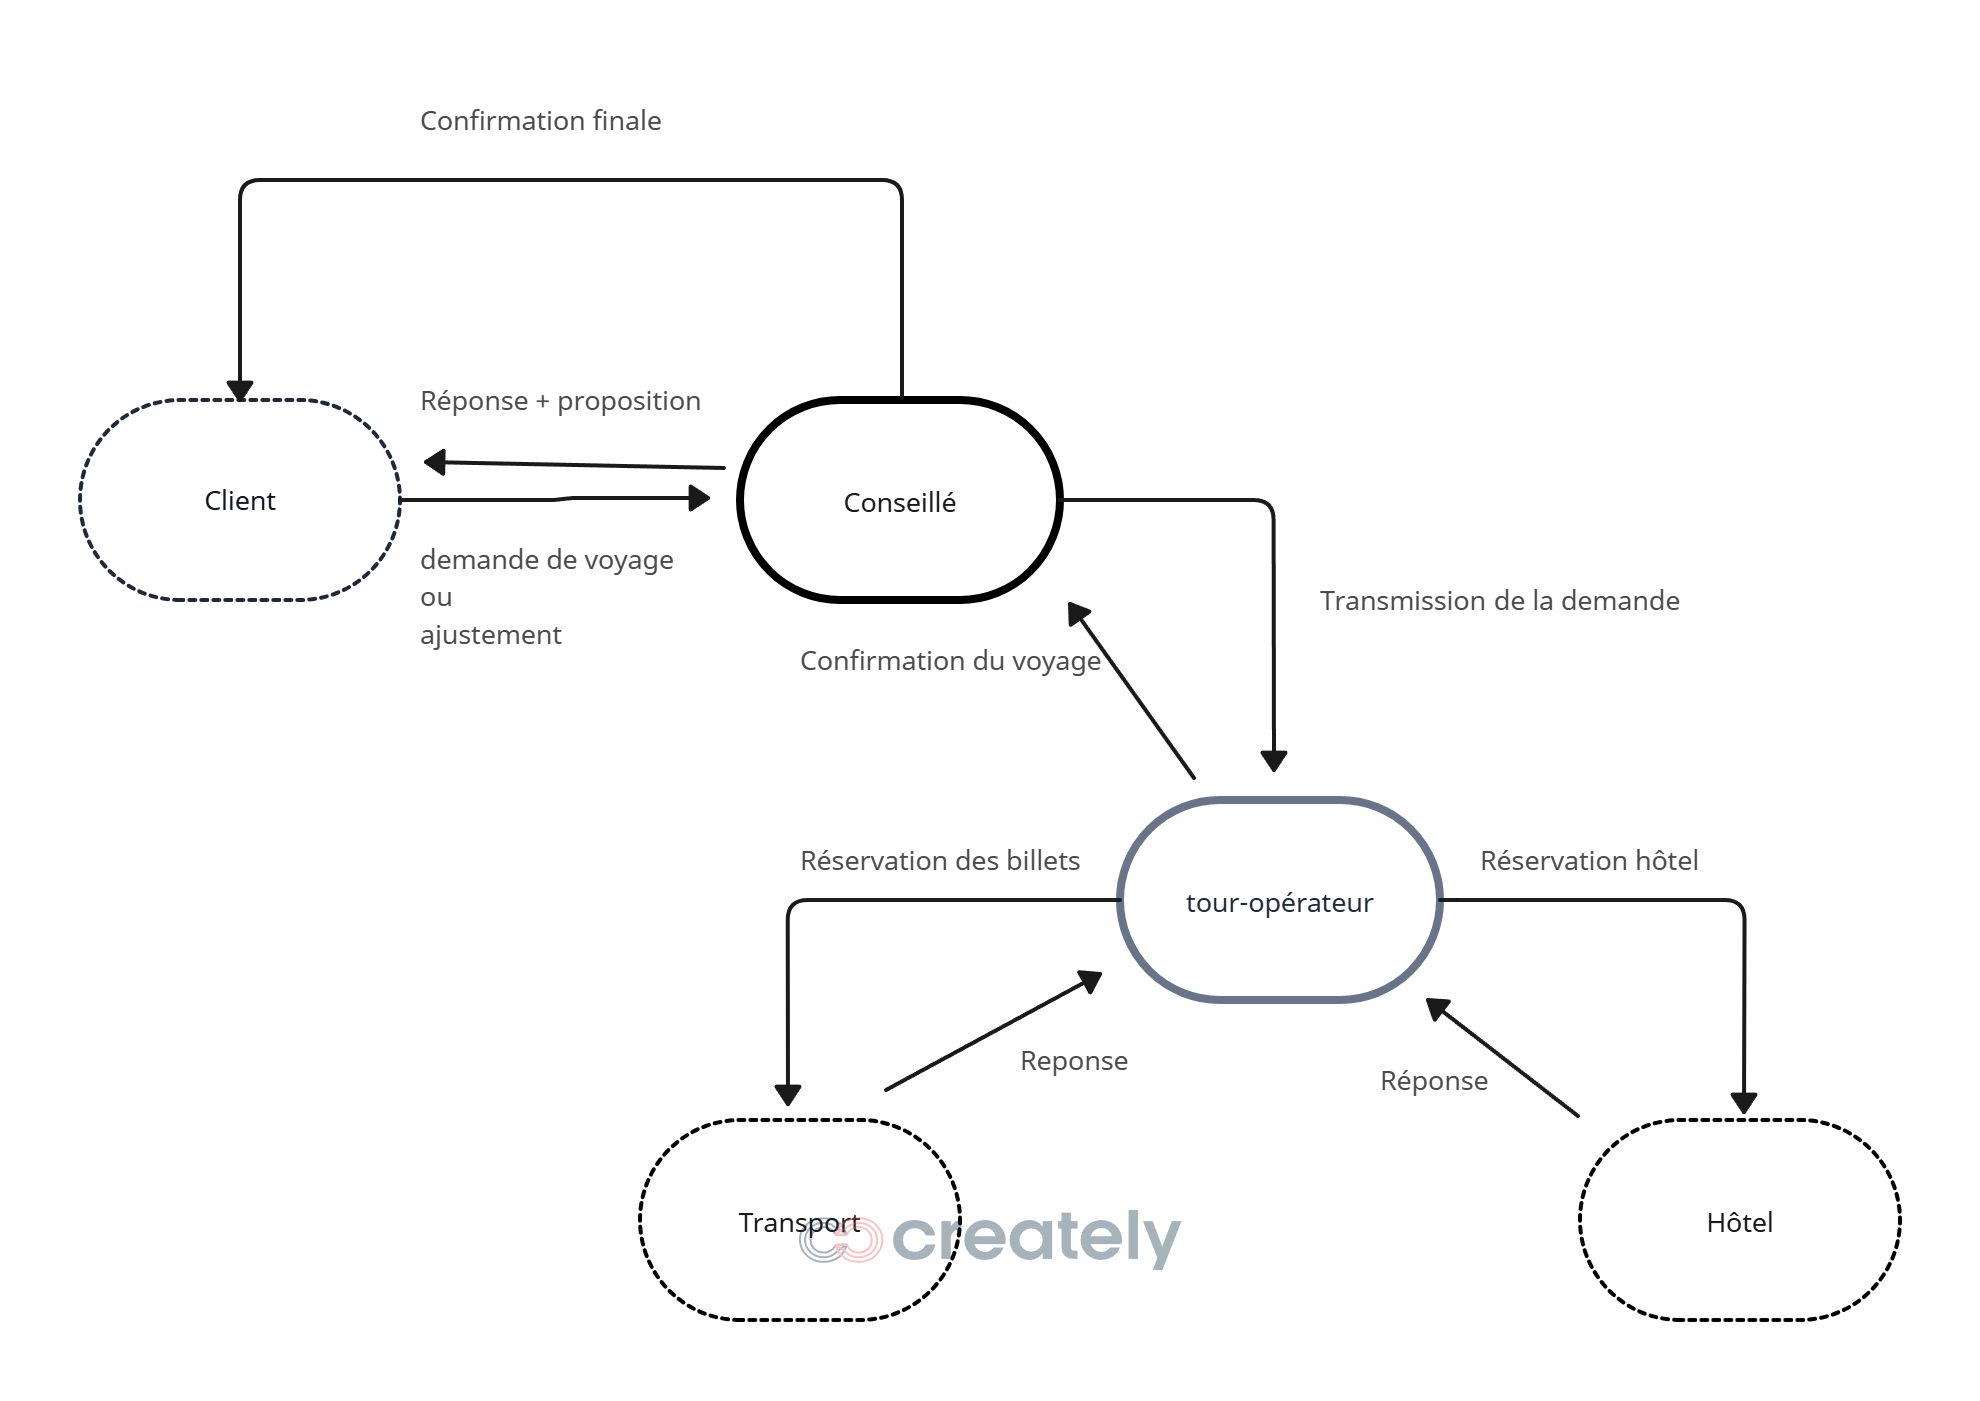 Confirmation finale
Réponse + proposition
Client
Conseillé
demande de voyage
ou
ajustement
Transmission de la demande
Confirmation du voyage
Réservation des billets
Réservation hôtel
tour-opérateur
Reponse
Réponse
Transport
Hôtel
creately